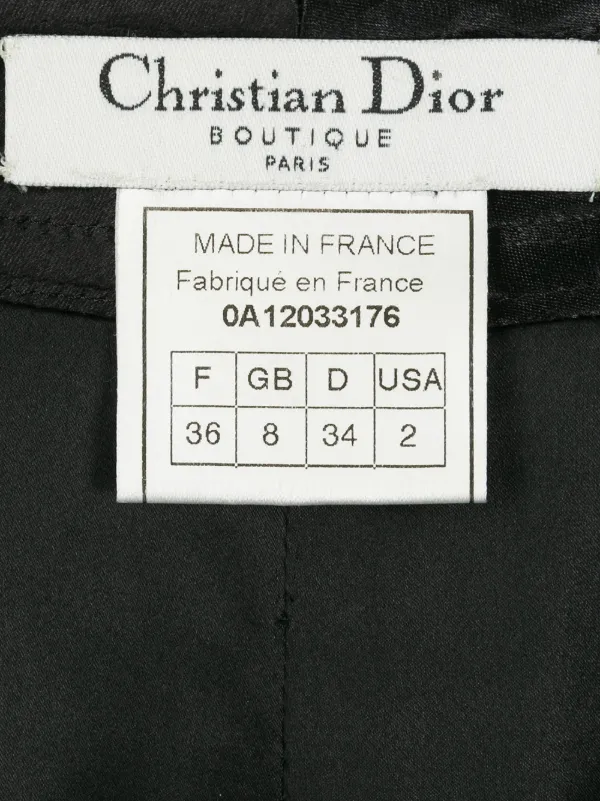 Christian Dior
BOUTIQUE
PARIS
MADE IN FRANCE
Fabriqué en France
0A12033176
F GB D USA
36 8 34 2